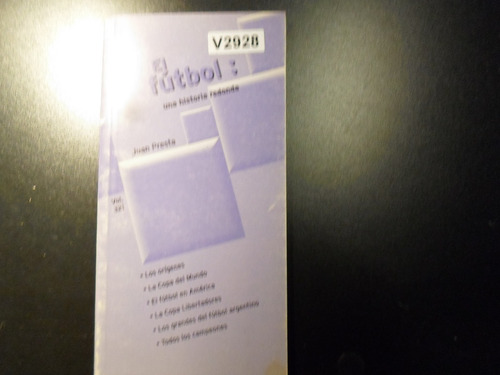 V2928
El
fútbol :
una historia redonda
Juan Presta
• Los orígenes
• La Copa del Mundo
• El fútbol en América
• La Copa Libertadores
• Los grandes del fútbol argentino
• Todos los campeones